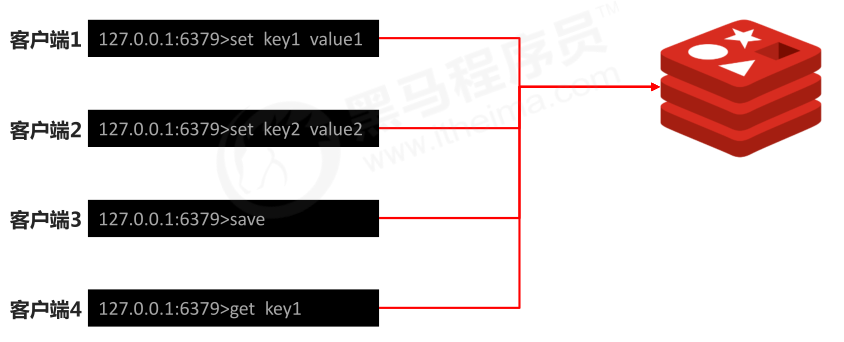 客户端1 127.0.0.1:6379>set key1 value1
客户端2 127.0.0.1:6379>set key2 value2
客户端3 127.0.0.1:6379>save
客户端4 127.0.0.1:6379>get key1
黑马程序员™
www.itheima.com